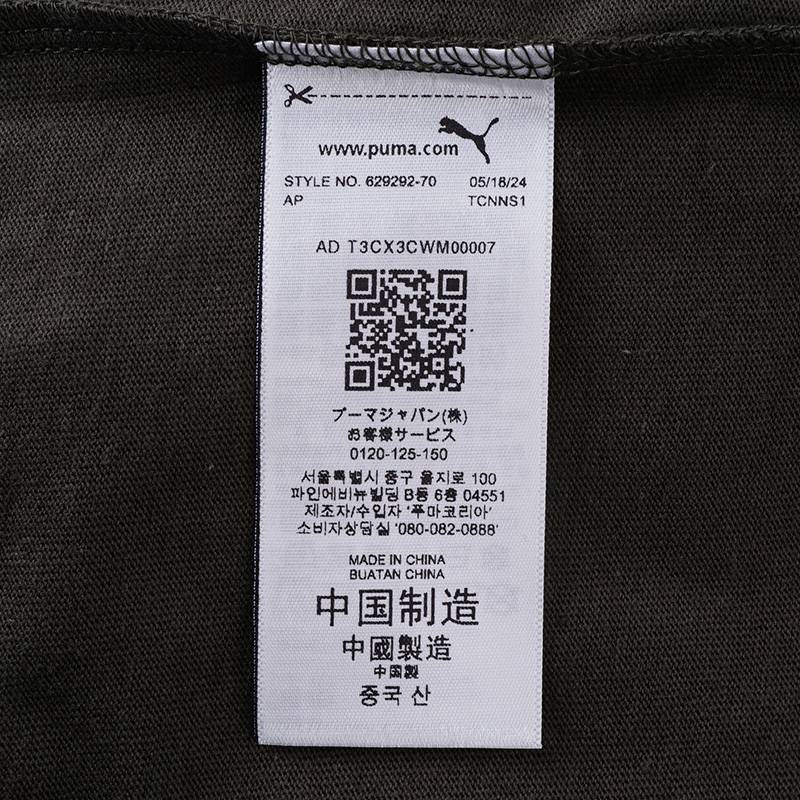 www.puma.com
STYLE NO. 629292-70 05/18/24
AP TCNNS1
AD T3CX3CWM00007
プーマジャパン(株)
お客様サービス
0120-125-150
서울특별시 중구 을지로 100
파인에비뉴빌딩 B동 6층 04551
제조자/수입자 '푸마코리아'
소비자상담실 '080-082-0888'
MADE IN CHINA
BUATAN CHINA
中国制造
中國製造
中国製
중국 산